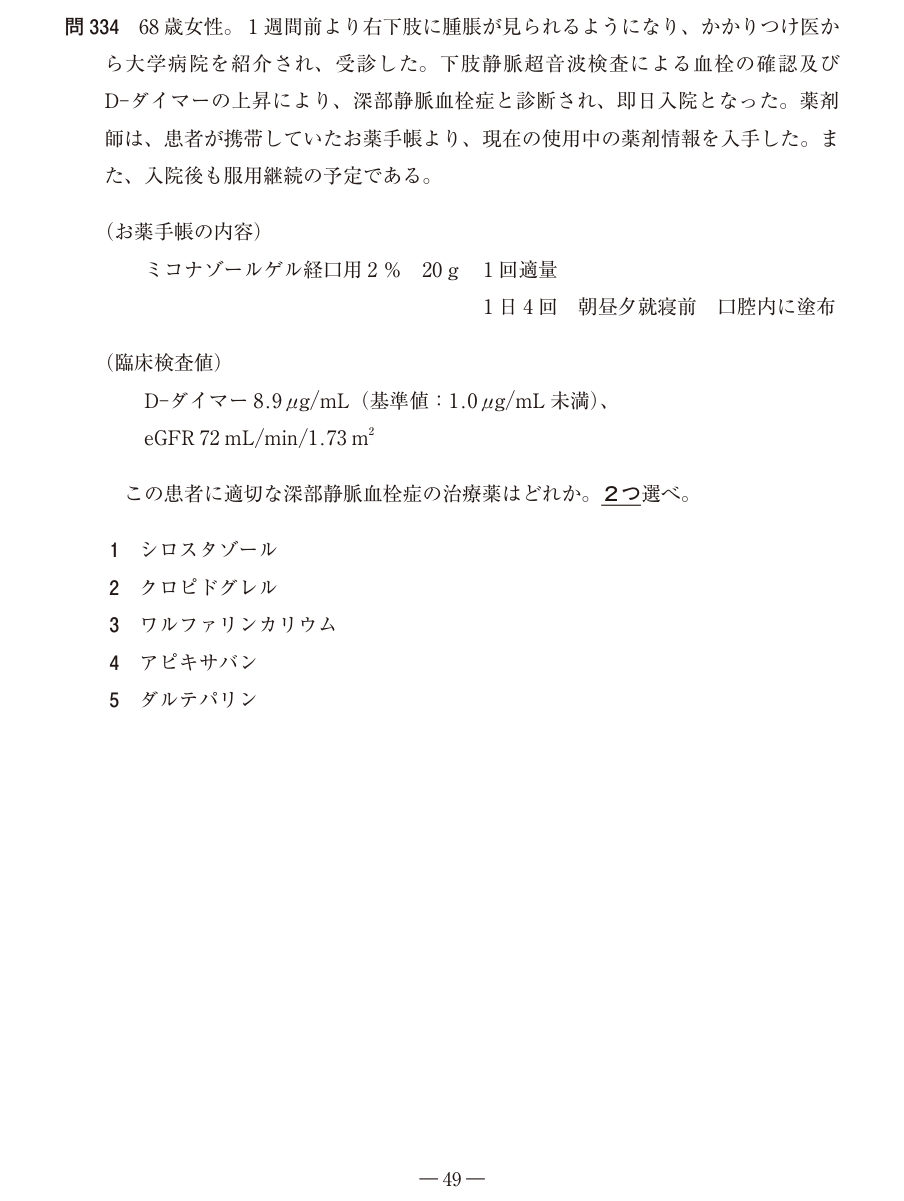 問 334 68 歳女性。1 週間前より右下肢に腫脹が見られるようになり、かかりつけ医か
ら大学病院を紹介され、受診した。下肢静脈超音波検査による血栓の確認及び
D-ダイマーの上昇により、深部静脈血栓症と診断され、即日入院となった。薬剤
師は、患者が携帯していたお薬手帳より、現在の使用中の薬剤情報を入手した。ま
た、入院後も服用継続の予定である。
（お薬手帳の内容）
ミコナゾールゲル経口用 2 % 20 g 1 回適量
1 日 4 回 朝昼夕就寝前 口腔内に塗布
（臨床検査値）
D-ダイマー 8.9 μg/mL（基準値：1.0 μg/mL 未満）、
eGFR 72 mL/min/1.73 m²
この患者に適切な深部静脈血栓症の治療薬はどれか。2つ選べ。
1 シロスタゾール
2 クロピドグレル
3 ワルファリンカリウム
4 アピキサバン
5 ダルテパリン
— 49 —